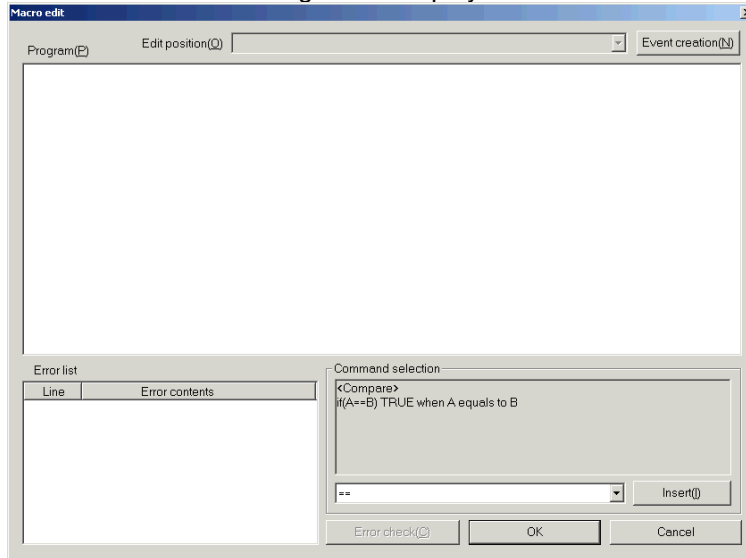 Macro edit
Program(P)
Edit position(O)
Event creation(N)
Error list
Line Error contents
Command selection
<Compare>
if(A==B) TRUE when A equals to B
==
Insert(I)
Error check(C)
OK
Cancel